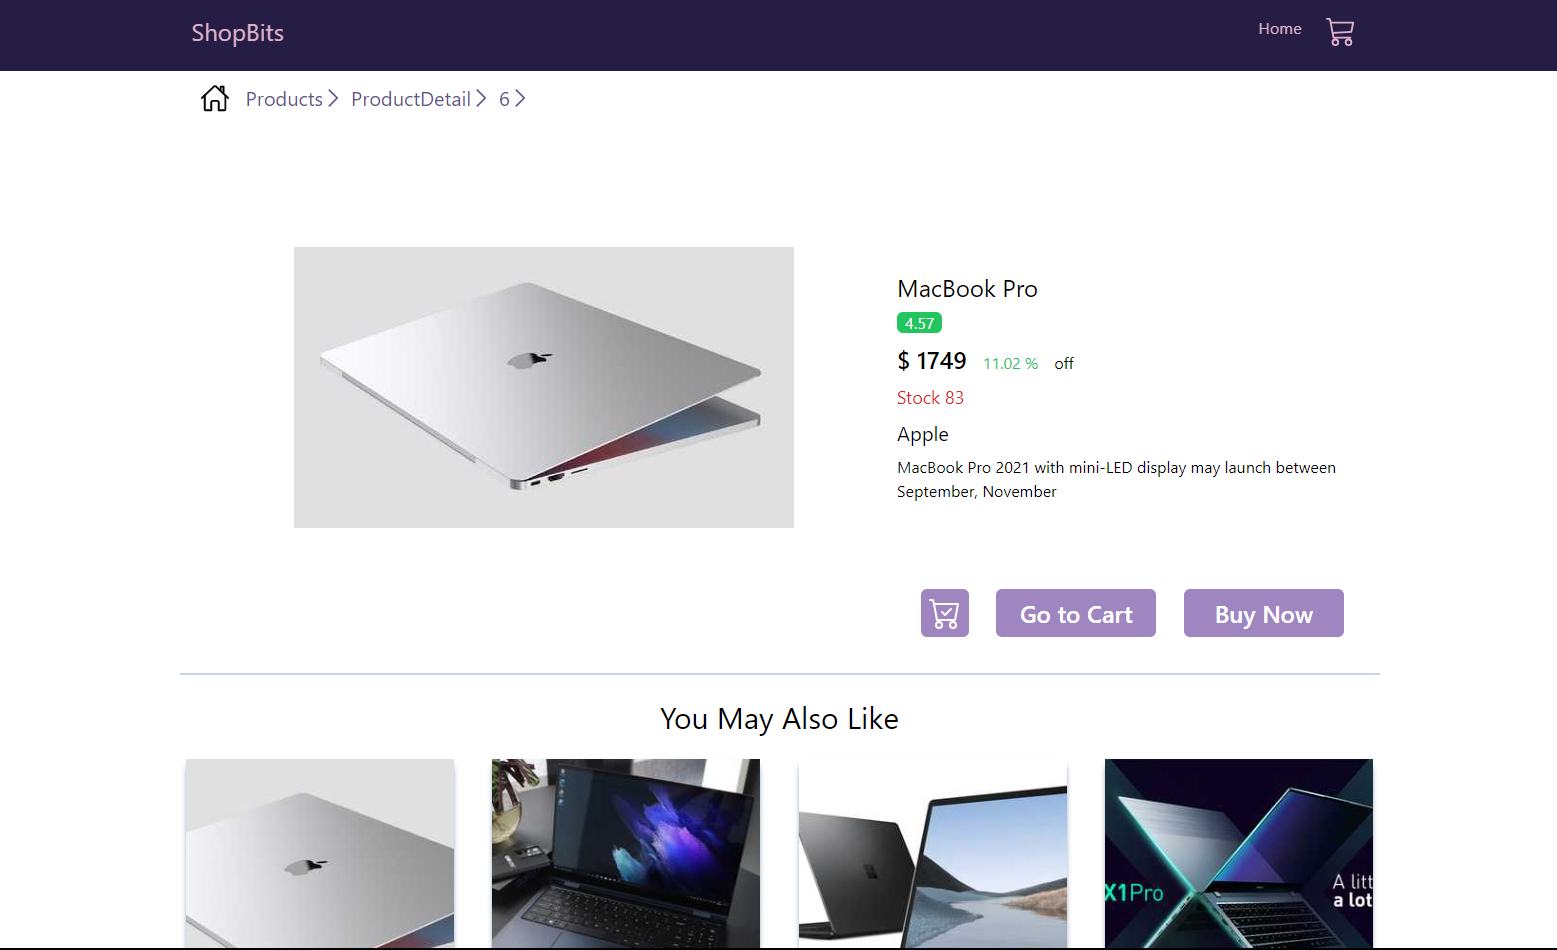 ShopBits
Home
Products
ProductDetail
6
MacBook Pro
4.57
$ 1749 11.02 % off
Stock 83
Apple
MacBook Pro 2021 with mini-LED display may launch between
September, November
Go to Cart
Buy Now
You May Also Like
X1Pro
A litt
a lot